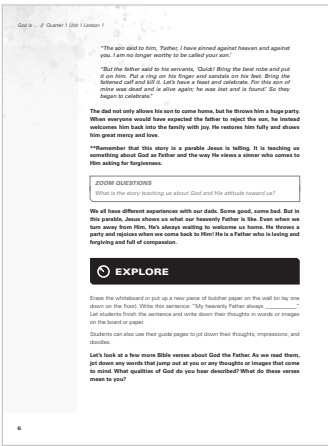 God Is ... // Quarter 1 Unit 1 Lesson 1
"The son said to him, 'Father, I have sinned against heaven and against
you. I am no longer worthy to be called your son.'
"But the father said to his servants, 'Quick! Bring the best robe and put
it on him. Put a ring on his finger and sandals on his feet. Bring the
fattened calf and kill it. Let's have a feast and celebrate. For this son of
mine was dead and is alive again; he was lost and is found.' So they
began to celebrate."
The dad not only allows his son to come home, but he throws him a huge party.
When everyone would have expected the father to reject the son, he instead
welcomes him back into the family with joy. He restores him fully and shows
him great mercy and love.
**Remember that this story is a parable Jesus is telling. It is teaching us
something about God as Father and the way He views a sinner who comes to
Him asking for forgiveness.
ZOOM QUESTIONS
What is the story teaching us about God and His attitude toward us?
We all have different experiences with our dads. Some good, some bad. But in
this parable, Jesus shows us what our heavenly Father is like. Even when we
turn away from Him, He's always waiting to welcome us home. He throws a
party and rejoices when we come back to Him! He is a Father who is loving and
forgiving and full of compassion.
EXPLORE
Erase the whiteboard or put up a new piece of butcher paper on the wall (or lay one
down on the floor). Write this sentence: "My heavenly Father always ________."
Let students finish the sentence and write down their thoughts in words or images
on the board or paper.
Students can also use their guide pages to jot down their thoughts, impressions, and
doodles.
Let's look at a few more Bible verses about God the Father. As we read them,
jot down any words that jump out at you or any thoughts or images that come
to mind. What qualities of God do you hear described? What do these verses
mean to you?
6